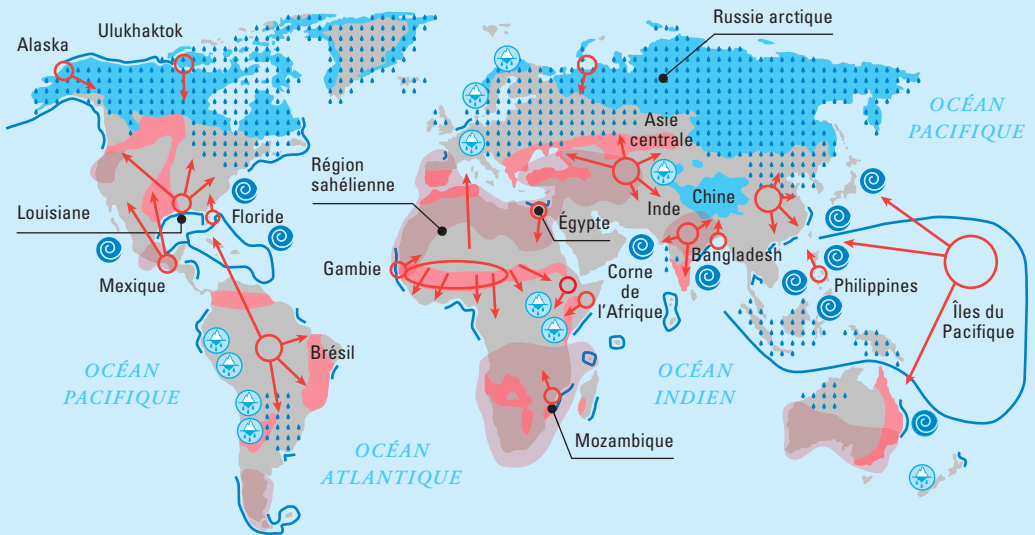 Russie arctique
Ulukhaktok
Alaska
OCÉAN
PACIFIQUE
Asie
centrale
Région
sahélienne
Chine
Louisiane
Floride
Inde
Égypte
Bangladesh
Gambie
Corne
de
l'Afrique
Mexique
Philippines
Îles du
Pacifique
Brésil
OCÉAN
PACIFIQUE
OCÉAN
INDIEN
Mozambique
OCÉAN
ATLANTIQUE